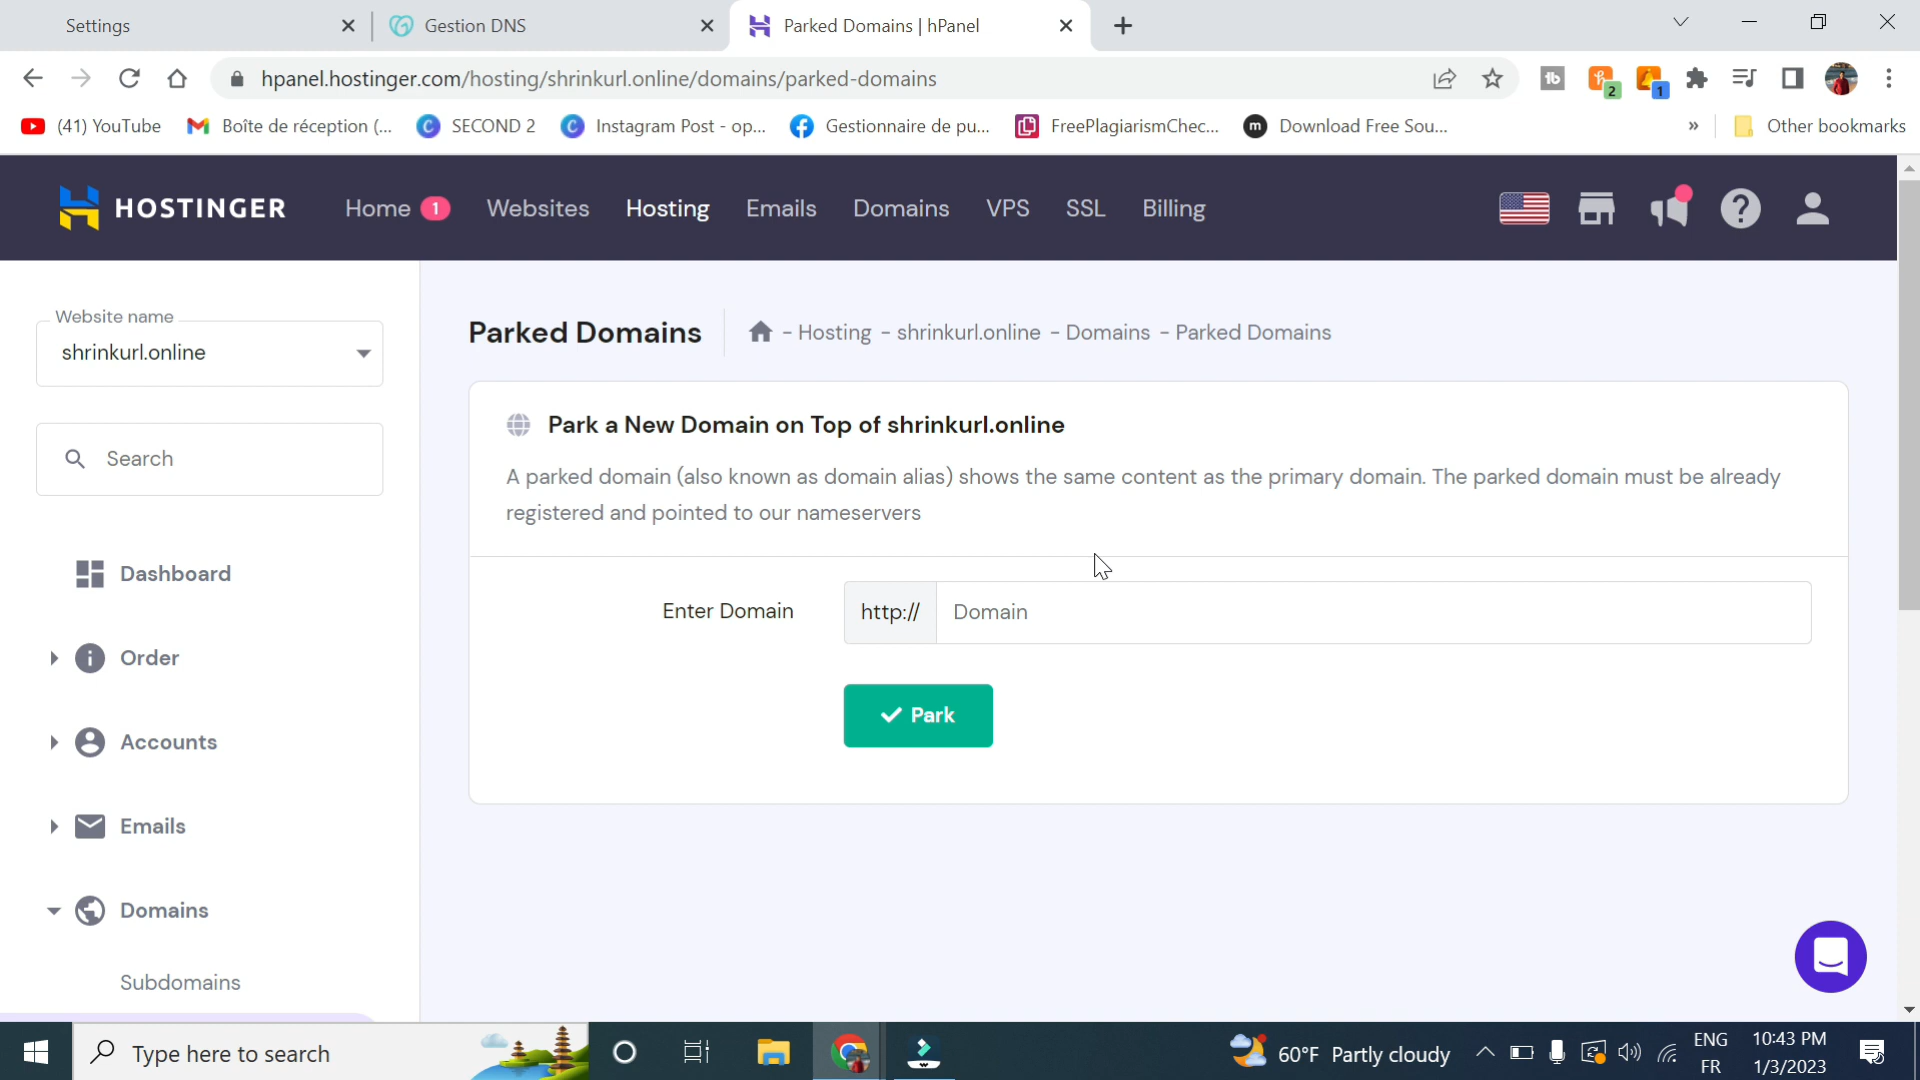 Settings
Gestion DNS
Parked Domains | hPanel
hpanel.hostinger.com/hosting/shrinkurl.online/domains/parked-domains
tb
2
1
(41) YouTube
Boîte de réception (...
SECOND 2
Instagram Post - op...
Gestionnaire de pu...
FreePlagiarismChec...
m
Download Free Sou...
»
Other bookmarks
HOSTINGER
Home 1
Websites
Hosting
Emails
Domains
VPS
SSL
Billing
Website name
shrinkurl.online
Search
Dashboard
Order
Accounts
Emails
Domains
Subdomains
Parked Domains
- Hosting - shrinkurl.online - Domains - Parked Domains
Park a New Domain on Top of shrinkurl.online
A parked domain (also known as domain alias) shows the same content as the primary domain. The parked domain must be already
registered and pointed to our nameservers
Enter Domain
http://
Domain
Park
Type here to search
60°F Partly cloudy
ENG
FR
10:43 PM
1/3/2023